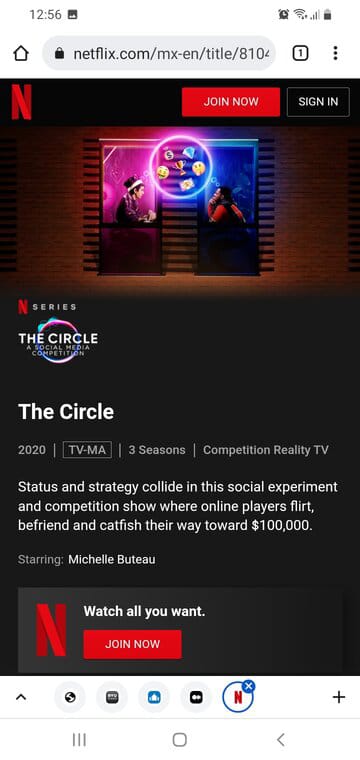 12:56
netflix.com/mx-en/title/8104
1
N
JOIN NOW
SIGN IN
N SERIES
THE CIRCLE
A SOCIAL MEDIA
COMPETITION
The Circle
2020 | TV-MA | 3 Seasons | Competition Reality TV
Status and strategy collide in this social experiment
and competition show where online players flirt,
befriend and catfish their way toward $100,000.
Starring: Michelle Buteau
N
Watch all you want.
JOIN NOW
BYU
N